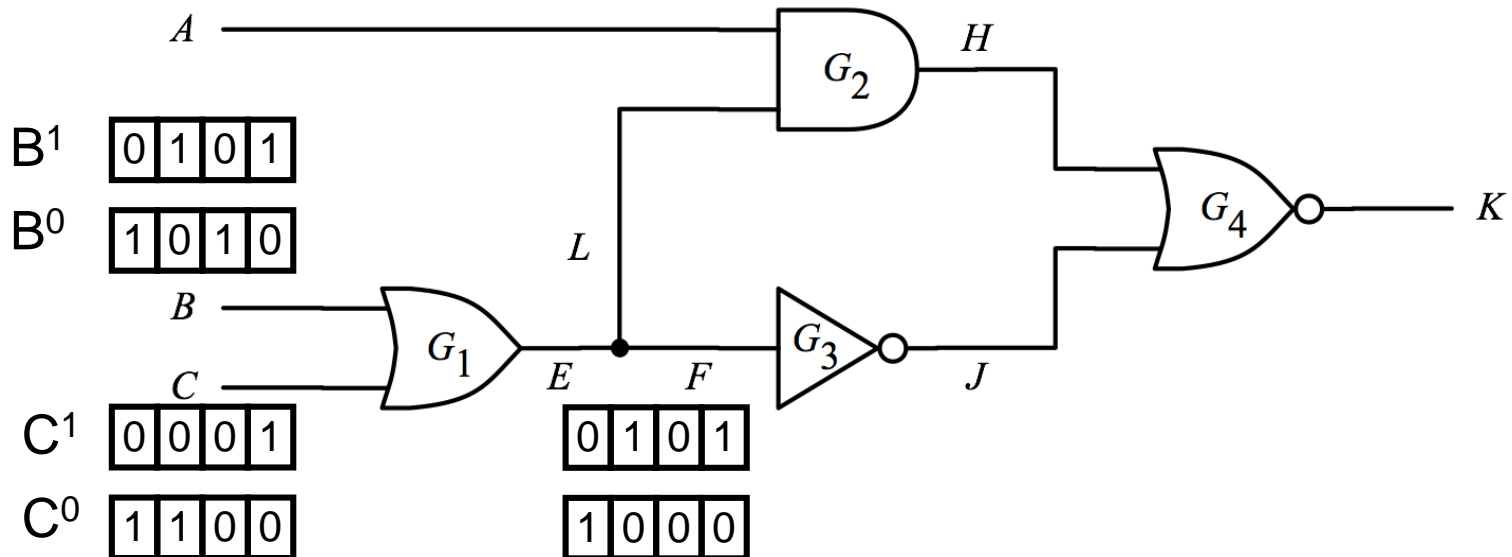 A
G₂
H
B¹ 0 1 0 1
B⁰ 1 0 1 0
L
G₄
K
B
G₁
E
F
G₃
J
C
C¹ 0 0 0 1
0 1 0 1
C⁰ 1 1 0 0
1 0 0 0